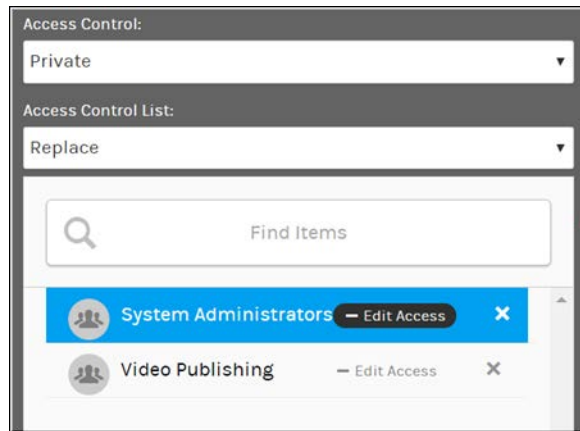 Access Control:
Private
Access Control List:
Replace
Find Items
System Administrators – Edit Access ×
Video Publishing – Edit Access ×